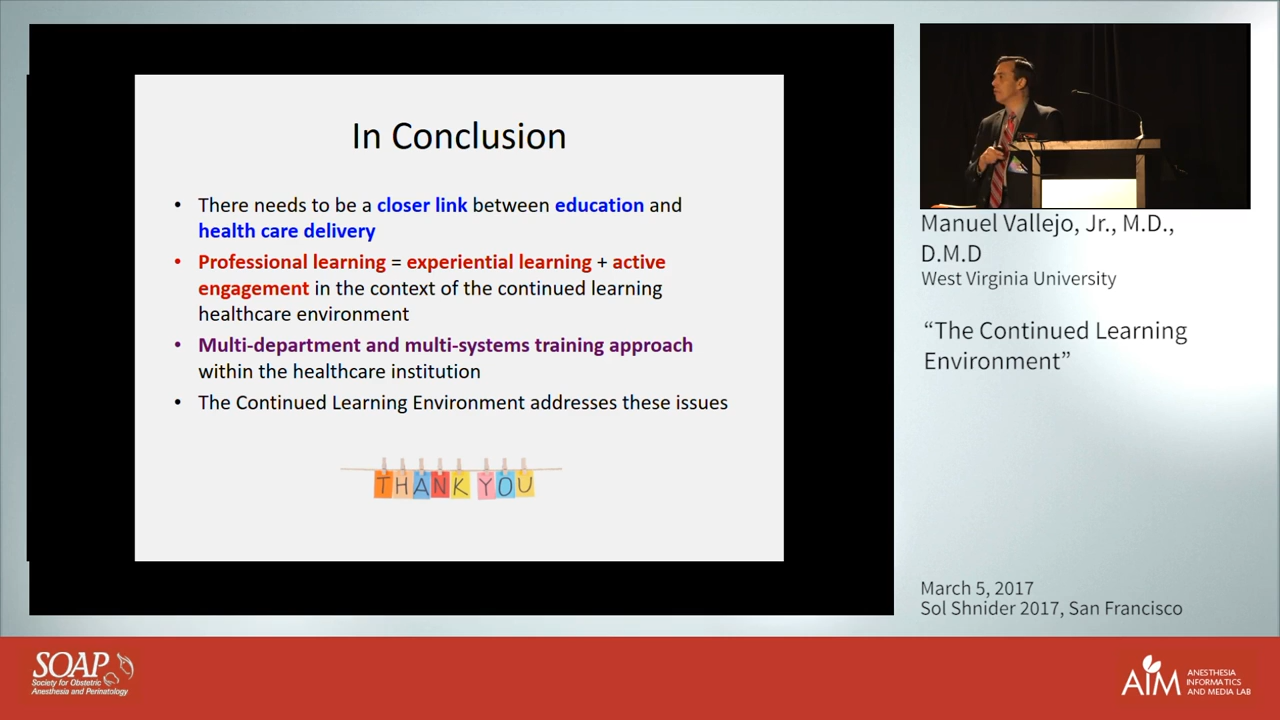 In Conclusion
• There needs to be a closer link between education and
health care delivery
• Professional learning = experiential learning + active
engagement in the context of the continued learning
healthcare environment
• Multi-department and multi-systems training approach
within the healthcare institution
• The Continued Learning Environment addresses these issues
THANK YOU
Manuel Vallejo, Jr., M.D.,
D.M.D
West Virginia University
“The Continued Learning
Environment”
March 5, 2017
Sol Shnider 2017, San Francisco
SOAP
Society for Obstetric
Anesthesia and Perinatology
AIM
ANESTHESIA
INFORMATICS
AND MEDIA LAB